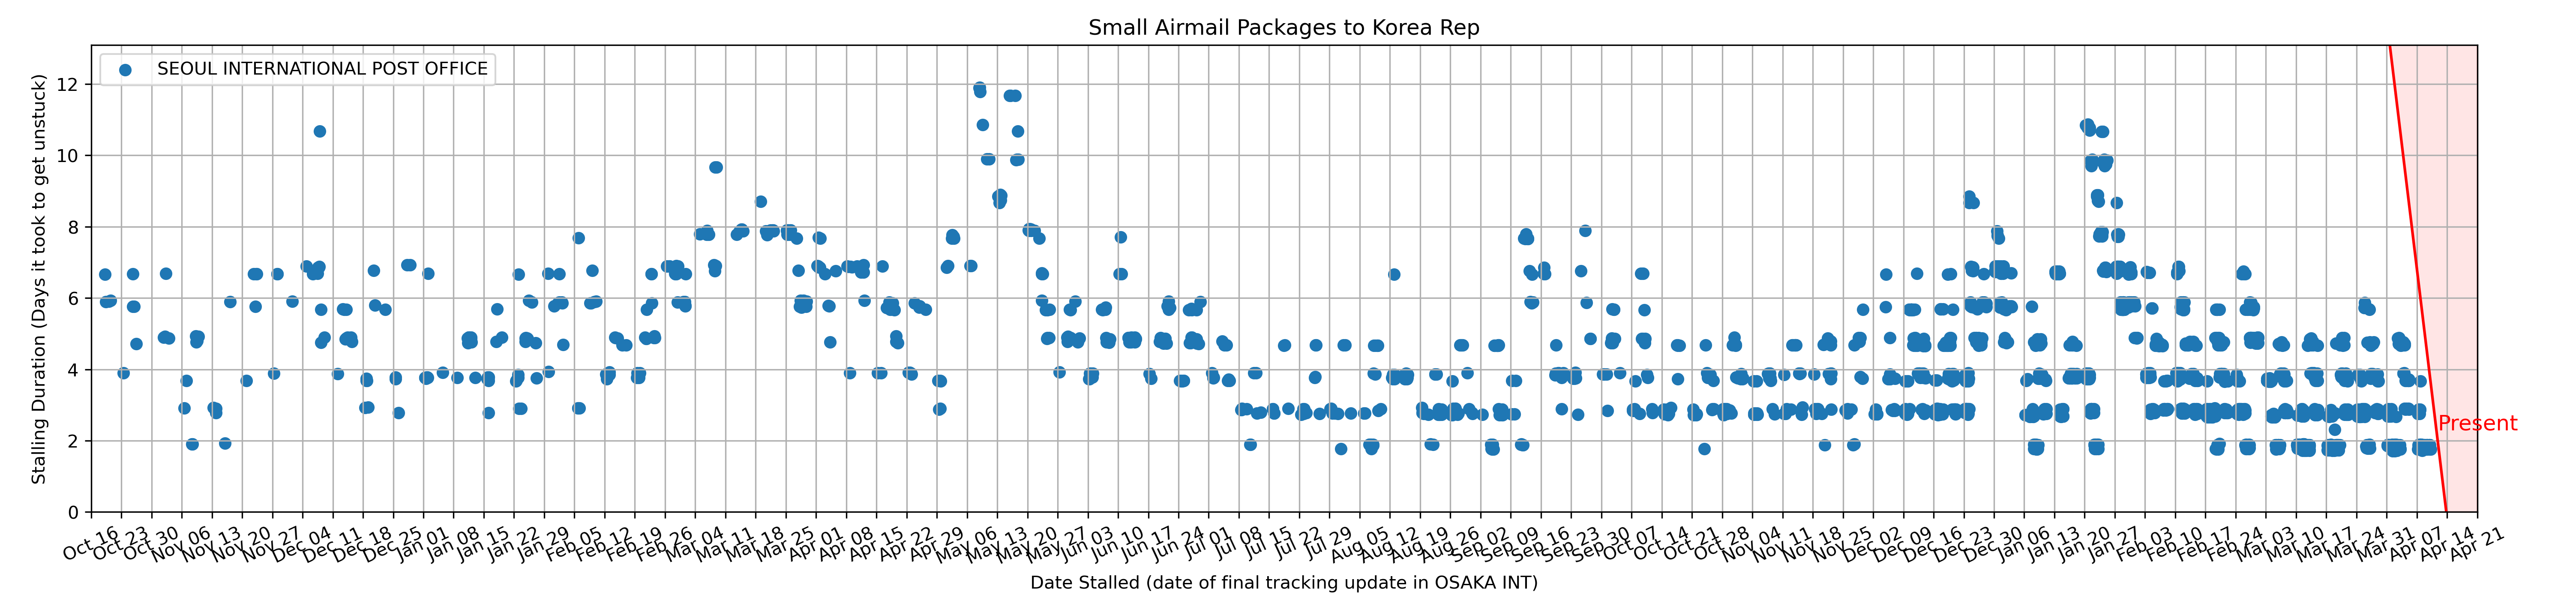 Small Airmail Packages to Korea Rep
SEOUL INTERNATIONAL POST OFFICE
Stalling Duration (Days it took to get unstuck)
12
10
8
6
4
2
0
Present
Oct 16
Oct 23
Oct 30
Nov 06
Nov 13
Nov 20
Nov 27
Dec 04
Dec 11
Dec 18
Dec 25
Jan 01
Jan 08
Jan 15
Jan 22
Jan 29
Feb 05
Feb 12
Feb 19
Feb 26
Mar 04
Mar 11
Mar 18
Mar 25
Apr 01
Apr 08
Apr 15
Apr 22
Apr 29
May 06
May 13
May 20
May 27
Jun 03
Jun 10
Jun 17
Jun 24
Jul 01
Jul 08
Jul 15
Jul 22
Jul 29
Aug 05
Aug 12
Aug 19
Aug 26
Sep 02
Sep 09
Sep 16
Sep 23
Sep 30
Oct 07
Oct 14
Oct 21
Oct 28
Nov 04
Nov 11
Nov 18
Nov 25
Dec 02
Dec 09
Dec 16
Dec 23
Dec 30
Jan 06
Jan 13
Jan 20
Jan 27
Feb 03
Feb 10
Feb 17
Feb 24
Mar 03
Mar 10
Mar 17
Mar 24
Mar 31
Apr 07
Apr 14
Apr 21
Date Stalled (date of final tracking update in OSAKA INT)